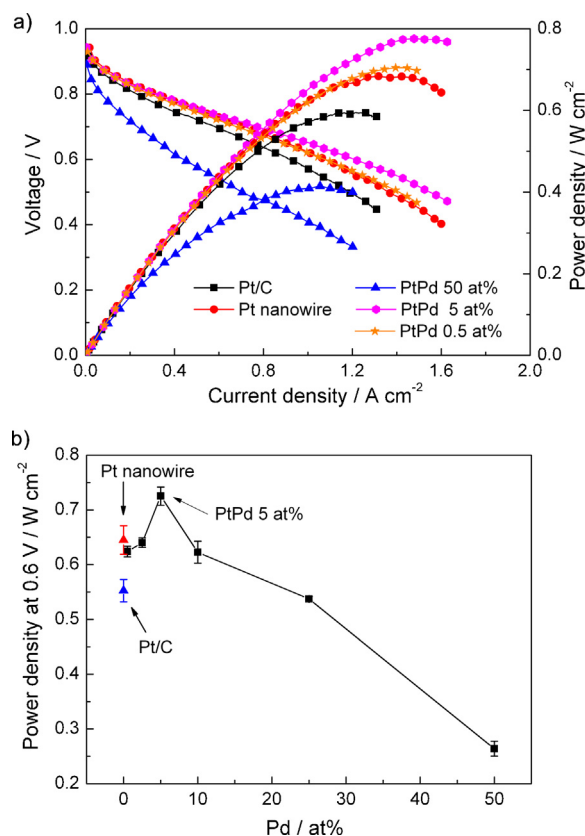 a)
1.0
0.8
0.6
0.4
0.2
0.0
Voltage / V
0.8
0.6
0.4
0.2
0.0
Power density / W cm⁻²
Pt/C
Pt nanowire
PtPd 50 at%
PtPd 5 at%
PtPd 0.5 at%
0.0 0.4 0.8 1.2 1.6 2.0
Current density / A cm⁻²
b)
0.8
0.7
0.6
0.5
0.4
0.3
0.2
Power density at 0.6 V / W cm⁻²
Pt nanowire
PtPd 5 at%
Pt/C
0 10 20 30 40 50
Pd / at%